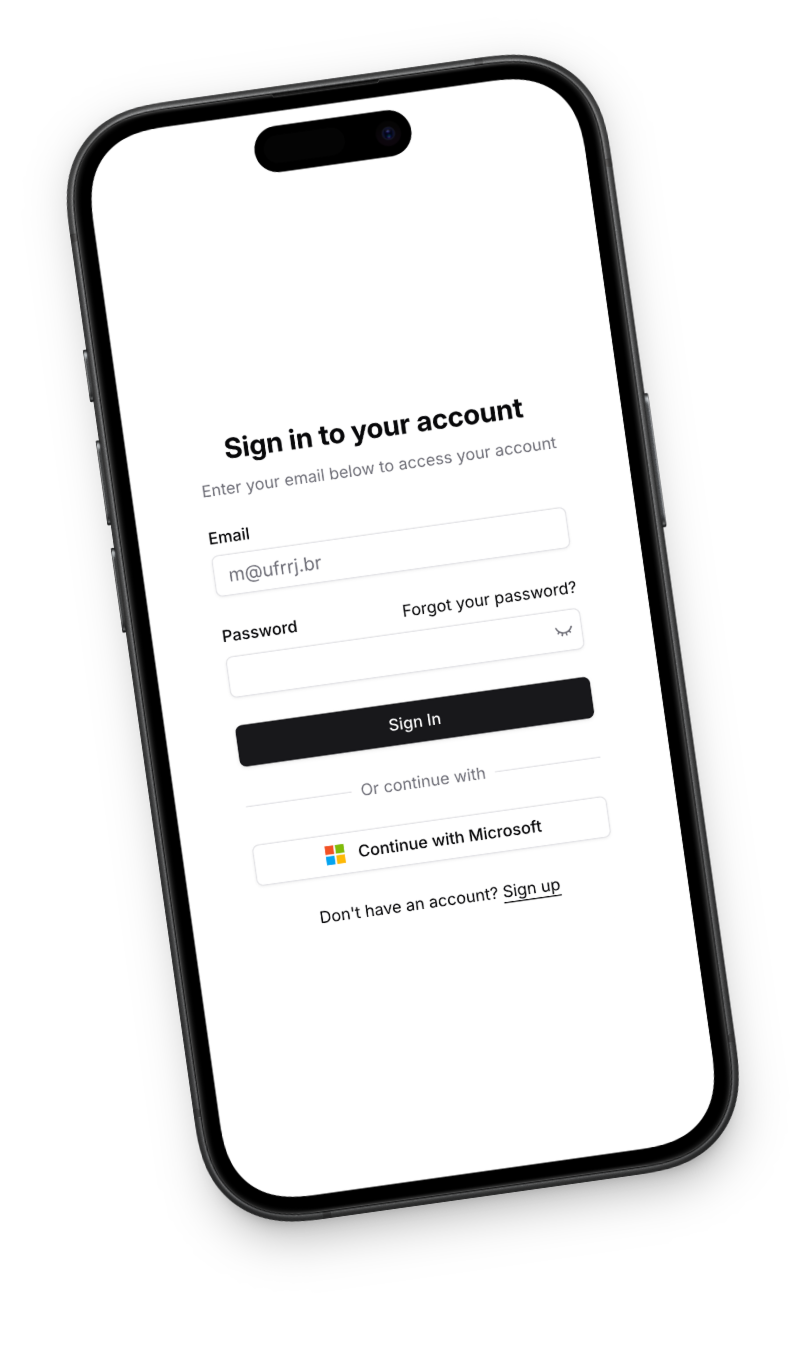 Sign in to your account
Enter your email below to access your account
Email
m@ufrrj.br
Password Forgot your password?
Sign In
Or continue with
Continue with Microsoft
Don't have an account? Sign up